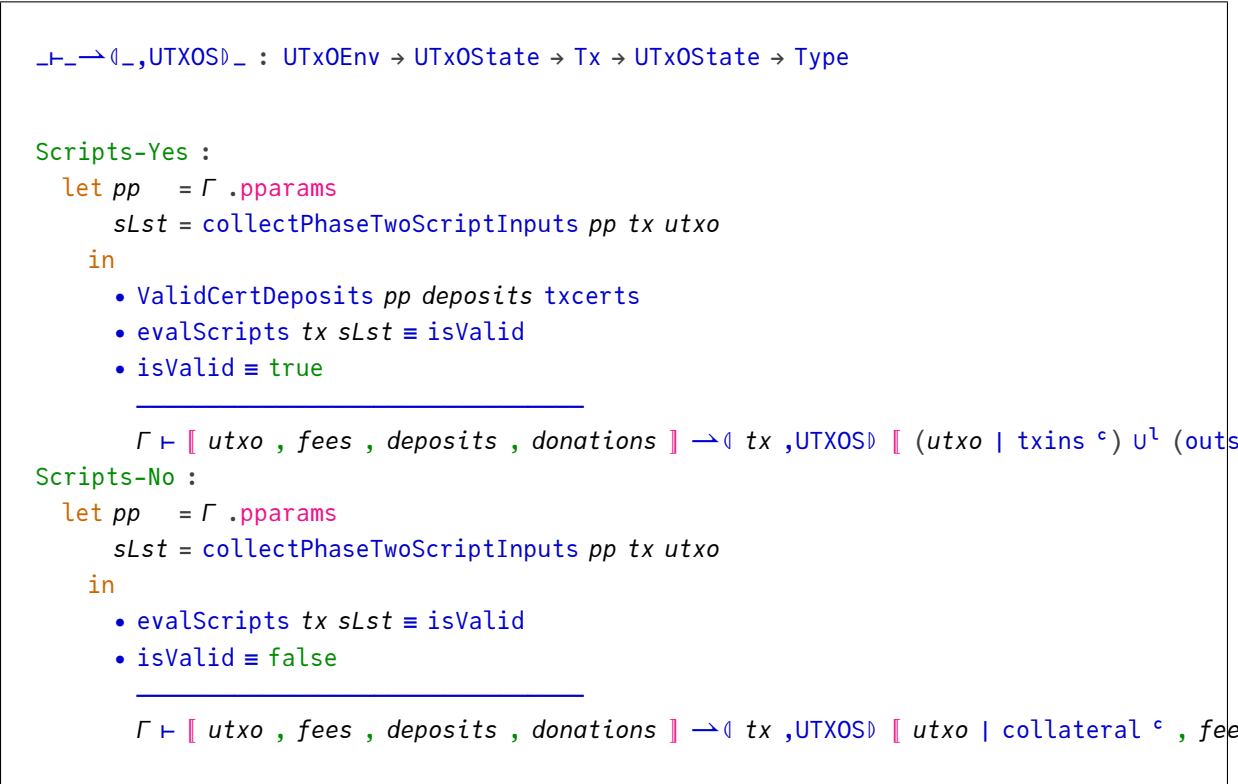 _⊢_⇀⦇_,UTXOS⦈_ : UTxOEnv → UTxOState → Tx → UTxOState → Type
Scripts-Yes :
let pp = Γ .pparams
sLst = collectPhaseTwoScriptInputs pp tx utxo
in
• ValidCertDeposits pp deposits txcerts
• evalScripts tx sLst ≡ isValid
• isValid ≡ true
Γ ⊢ ⟦ utxo , fees , deposits , donations ⟧ ⇀⦇ tx ,UTXOS⦈ ⟦ (utxo ∣ txins ᶜ) ∪ˡ (outs
Scripts-No :
let pp = Γ .pparams
sLst = collectPhaseTwoScriptInputs pp tx utxo
in
• evalScripts tx sLst ≡ isValid
• isValid ≡ false
Γ ⊢ ⟦ utxo , fees , deposits , donations ⟧ ⇀⦇ tx ,UTXOS⦈ ⟦ utxo ∣ collateral ᶜ , fee